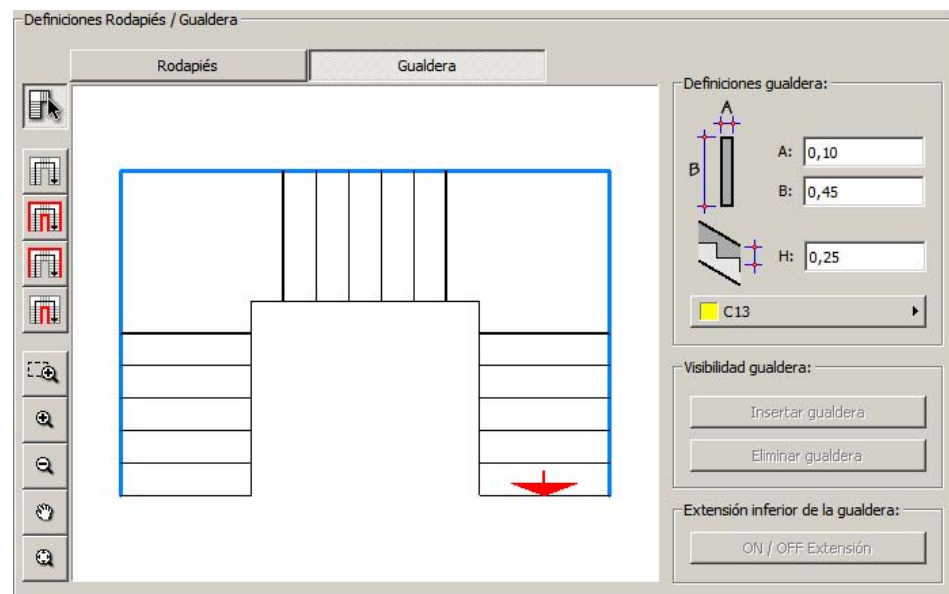 Definiciones Rodapiés / Gualdera
Rodapiés
Gualdera
Definiciones gualdera:
A
B
A: 0,10
B: 0,45
H: 0,25
C13
Visibilidad gualdera:
Insertar gualdera
Eliminar gualdera
Extensión inferior de la gualdera:
ON / OFF Extensión